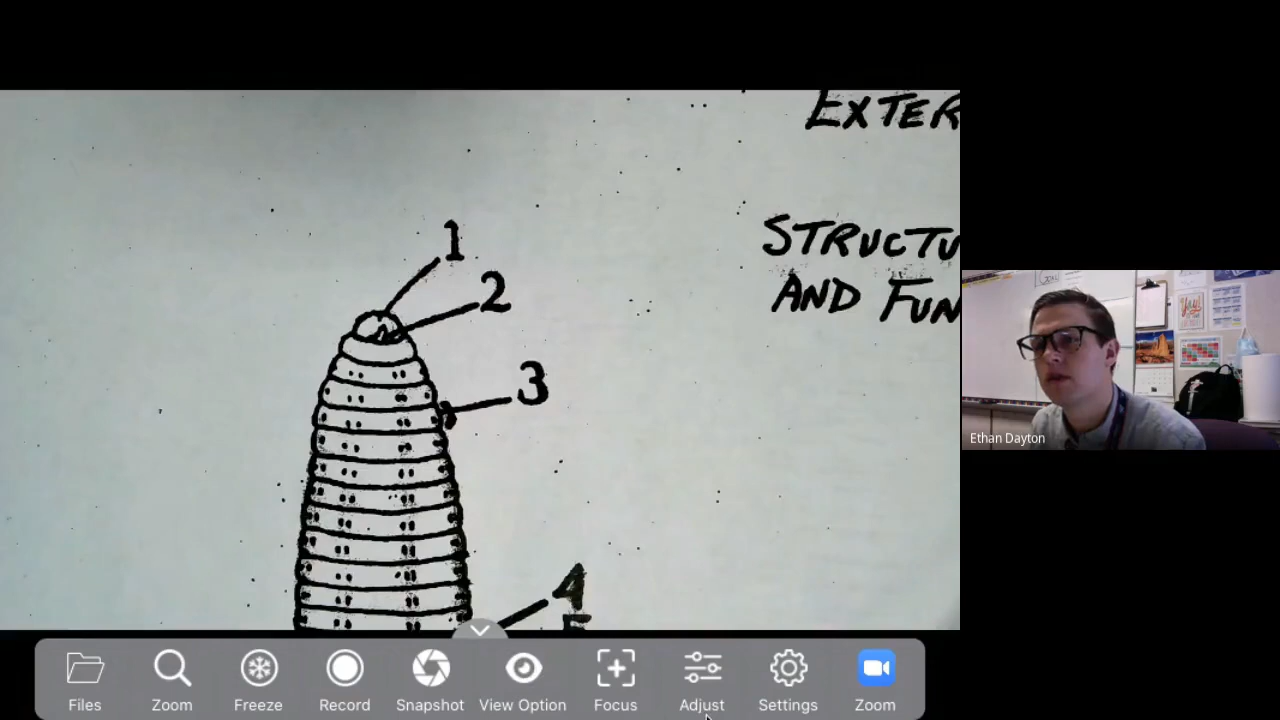 EXTER
STRUCTU
AND FUN
1
2
3
4
Files
Zoom
Freeze
Record
Snapshot
View Option
Focus
Adjust
Settings
Zoom
Ethan Dayton